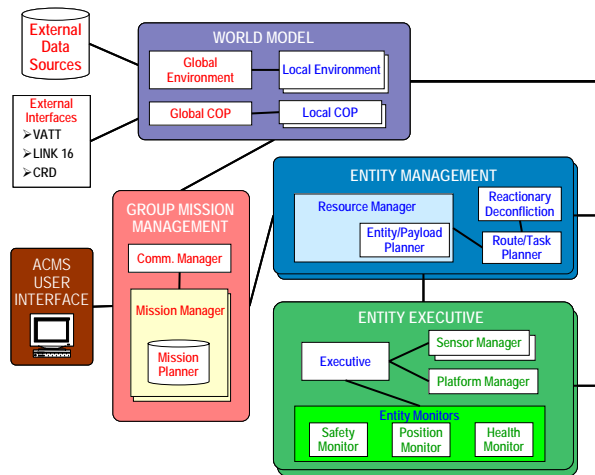 External
Data
Sources
WORLD MODEL
Global
Environment
Local Environment
Global COP
Local COP
External
Interfaces
➢VATT
➢LINK 16
➢CRD
ENTITY MANAGEMENT
Resource Manager
Entity/Payload
Planner
Reactionary
Deconfliction
Route/Task
Planner
GROUP MISSION
MANAGEMENT
Comm. Manager
Mission Manager
Mission
Planner
ACMS
USER
INTERFACE
ENTITY EXECUTIVE
Executive
Sensor Manager
Platform Manager
Entity Monitors
Safety
Monitor
Position
Monitor
Health
Monitor